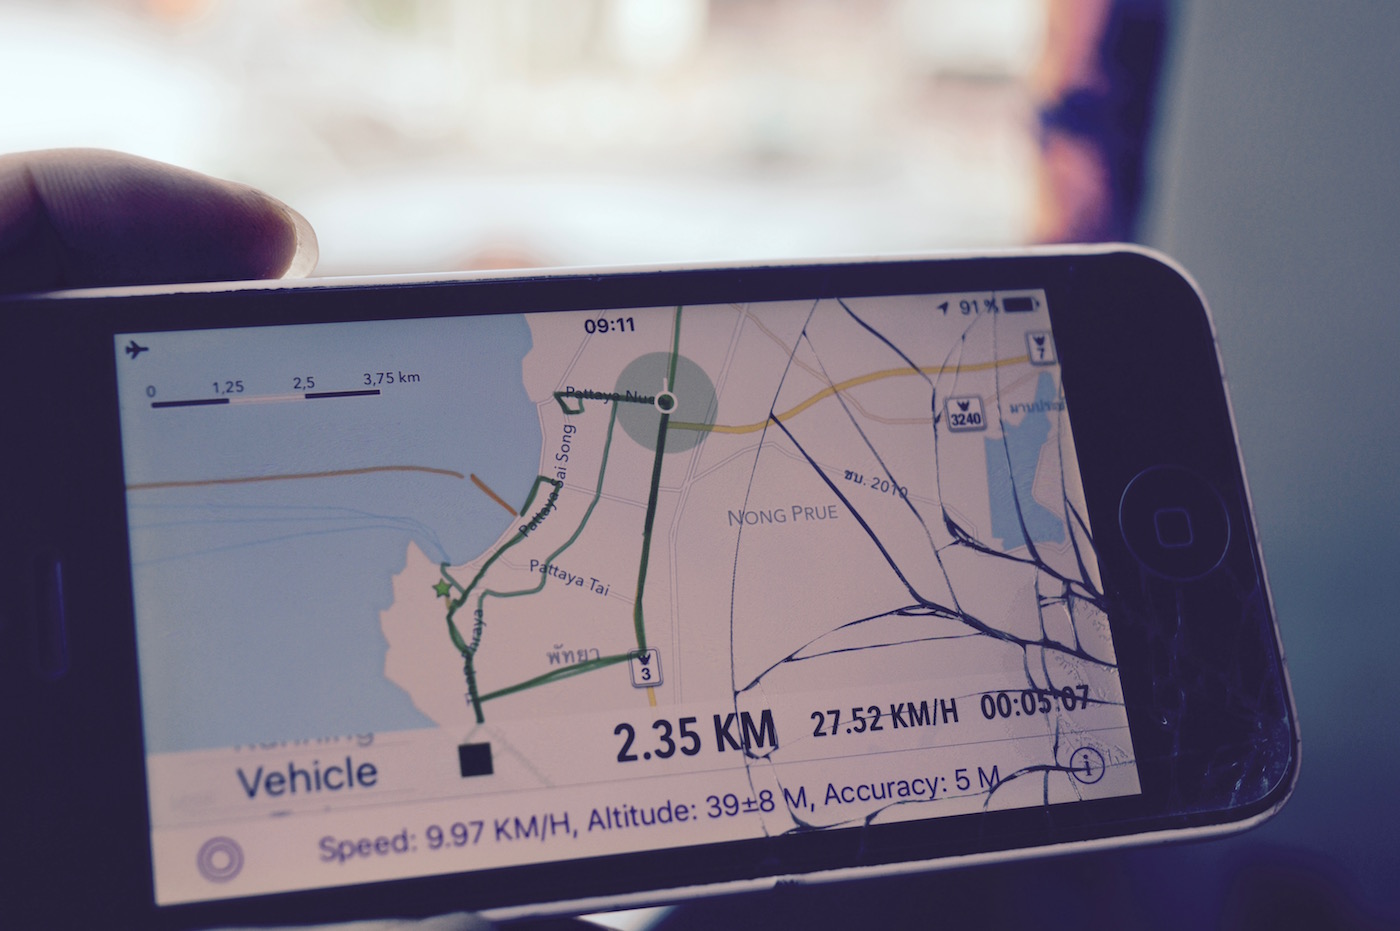 09:11
91 %
0 1,25 2,5 3,75 km
7
Pattaya Nue
3240
Pattaya Sai Song
ชบ. 2010
NONG PRUE
Pattaya Tai
พัทยา
3
2.35 KM 27.52 KM/H 00:05:07
Running
Vehicle
Speed: 9.97 KM/H, Altitude: 39±8 M, Accuracy: 5 M